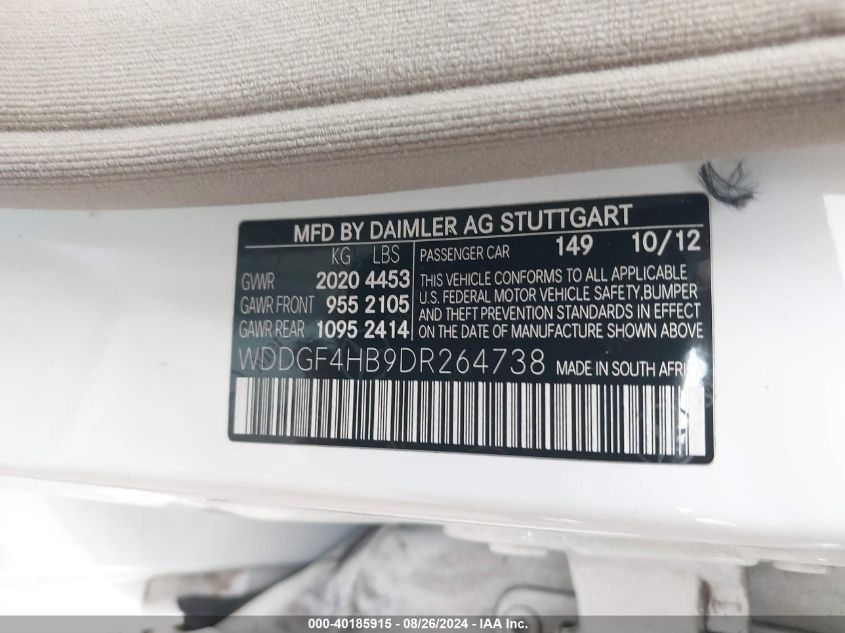 MFD BY DAIMLER AG STUTTGART
KG LBS
GVWR 2020 4453
GAWR FRONT 955 2105
GAWR REAR 1095 2414
PASSENGER CAR 149 10/12
THIS VEHICLE CONFORMS TO ALL APPLICABLE
U.S. FEDERAL MOTOR VEHICLE SAFETY,BUMPER
AND THEFT PREVENTION STANDARDS IN EFFECT
ON THE DATE OF MANUFACTURE SHOWN ABOVE
WDDGF4HB9DR264738 MADE IN SOUTH AFRI
000-40185915 - 08/26/2024 - IAA Inc.